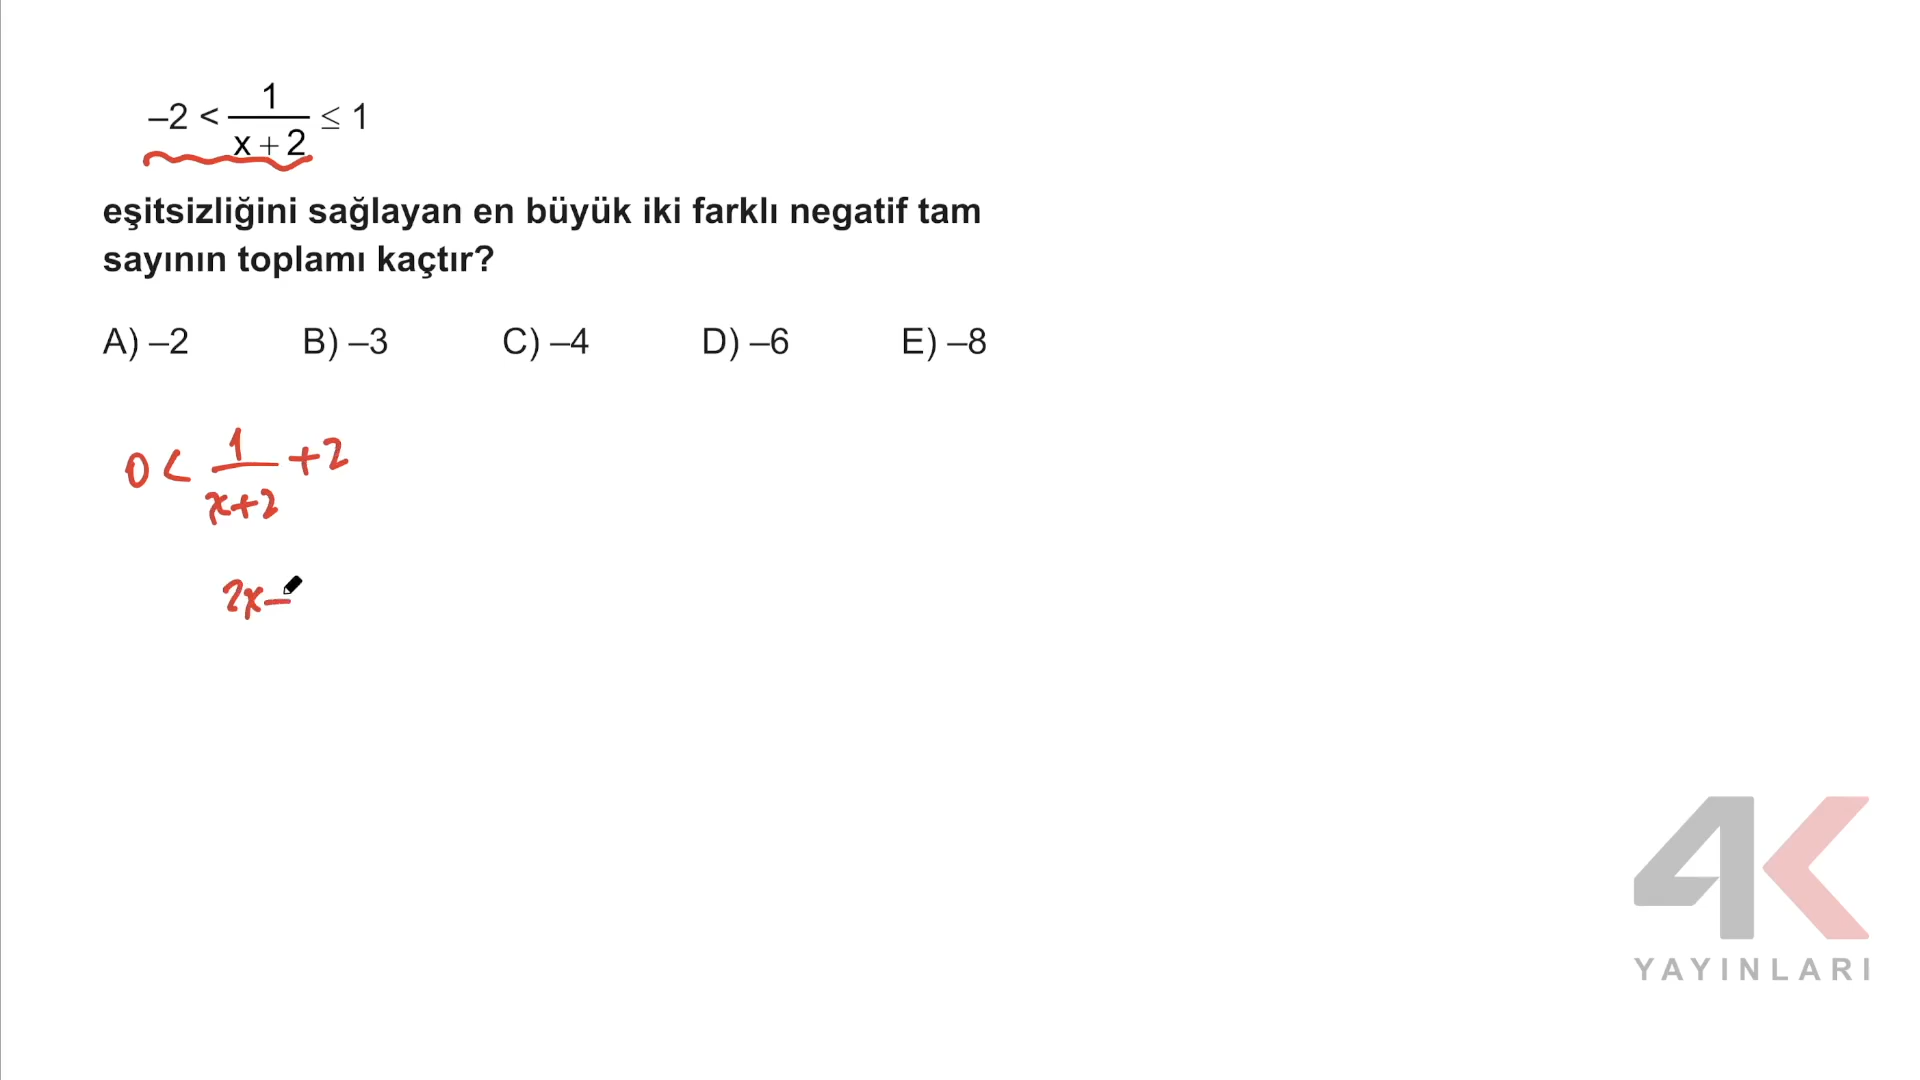 –2 < 1/(x + 2) ≤ 1
eşitsizliğini sağlayan en büyük iki farklı negatif tam
sayının toplamı kaçtır?
A) –2 B) –3 C) –4 D) –6 E) –8
0 < 1/(x+2) +2
2x–
4K
YAYINLARI